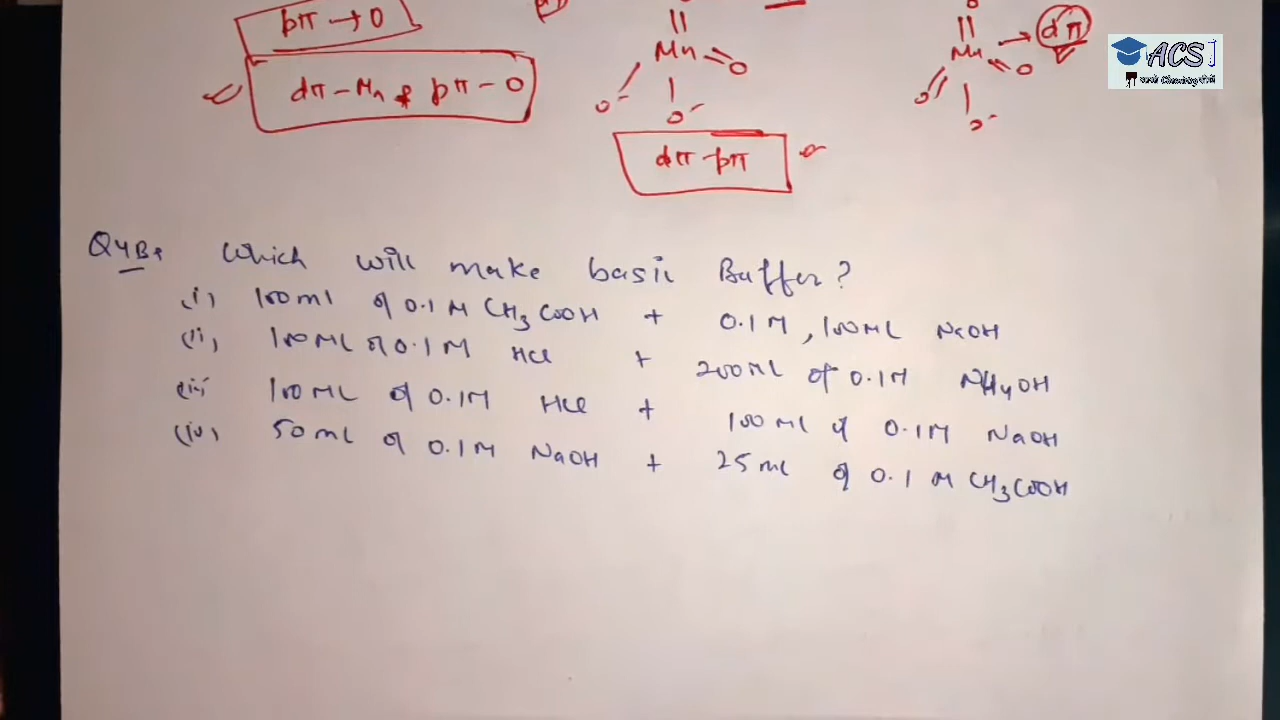 pπ → O
dπ - Mn & pπ - O
Mn
O
O-
O-
dπ - pπ
Mn → dπ
O
O
O-
ACSJ
Q48. Which will make basic Buffer?
(i) 100ml of 0.1M CH3COOH + 0.1M, 100ML NaOH
(ii) 100ML of 0.1M HCl + 200ML of 0.1M NH4OH
(iii) 100ML of 0.1M HCl + 100ML of 0.1M NaOH
(iv) 50ml of 0.1M NaOH + 25ml of 0.1M CH3COOH